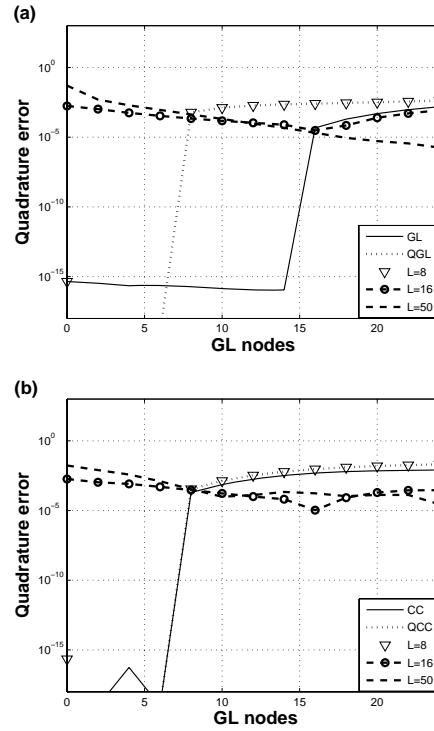 (a)
10^0
10^-5
10^-10
10^-15
Quadrature error
0 5 10 15 20
GL nodes
GL
QGL
L=8
L=16
L=50
(b)
10^0
10^-5
10^-10
10^-15
Quadrature error
0 5 10 15 20
GL nodes
CC
QCC
L=8
L=16
L=50